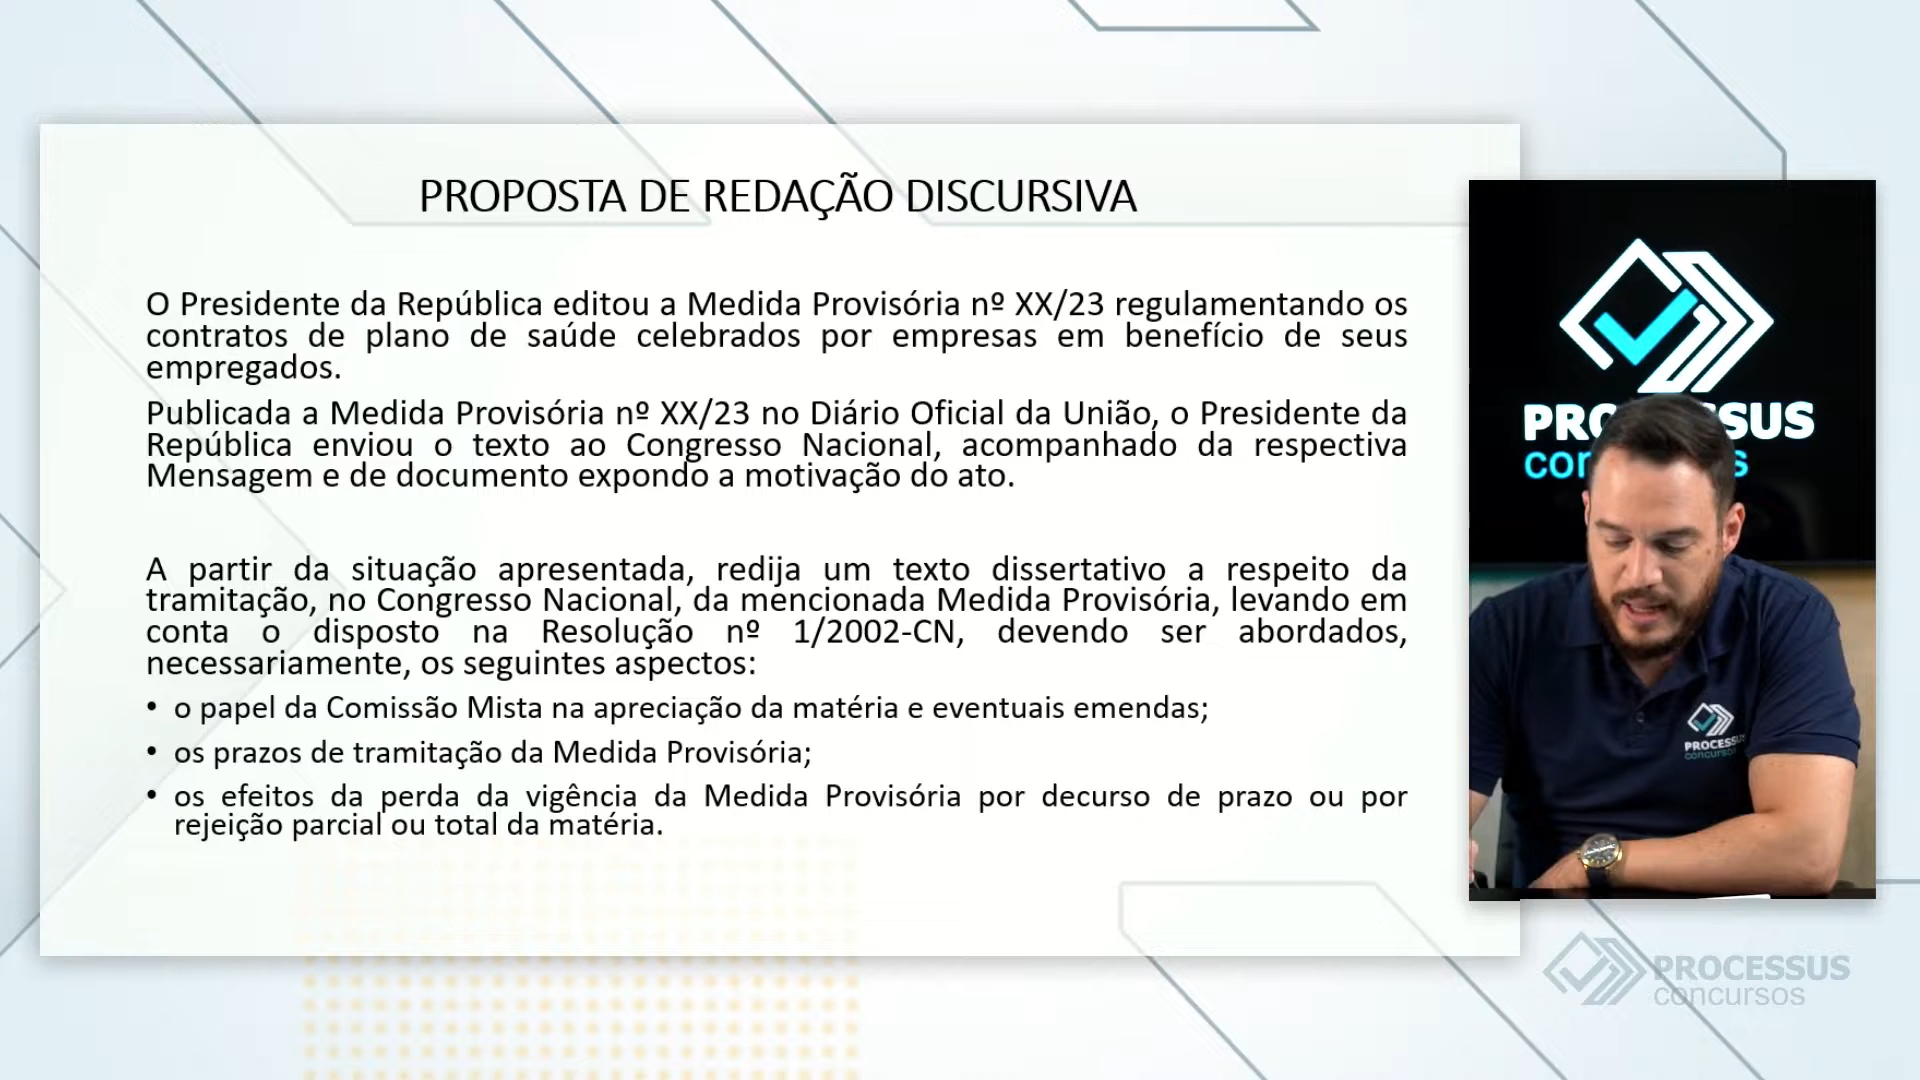 PROPOSTA DE REDAÇÃO DISCURSIVA
O Presidente da República editou a Medida Provisória nº XX/23 regulamentando os
contratos de plano de saúde celebrados por empresas em benefício de seus
empregados.
Publicada a Medida Provisória nº XX/23 no Diário Oficial da União, o Presidente da
República enviou o texto ao Congresso Nacional, acompanhado da respectiva
Mensagem e de documento expondo a motivação do ato.
A partir da situação apresentada, redija um texto dissertativo a respeito da
tramitação, no Congresso Nacional, da mencionada Medida Provisória, levando em
conta o disposto na Resolução nº 1/2002-CN, devendo ser abordados,
necessariamente, os seguintes aspectos:
• o papel da Comissão Mista na apreciação da matéria e eventuais emendas;
• os prazos de tramitação da Medida Provisória;
• os efeitos da perda da vigência da Medida Provisória por decurso de prazo ou por
rejeição parcial ou total da matéria.
PROCESSUS
concursos
PROCESSUS
concursos